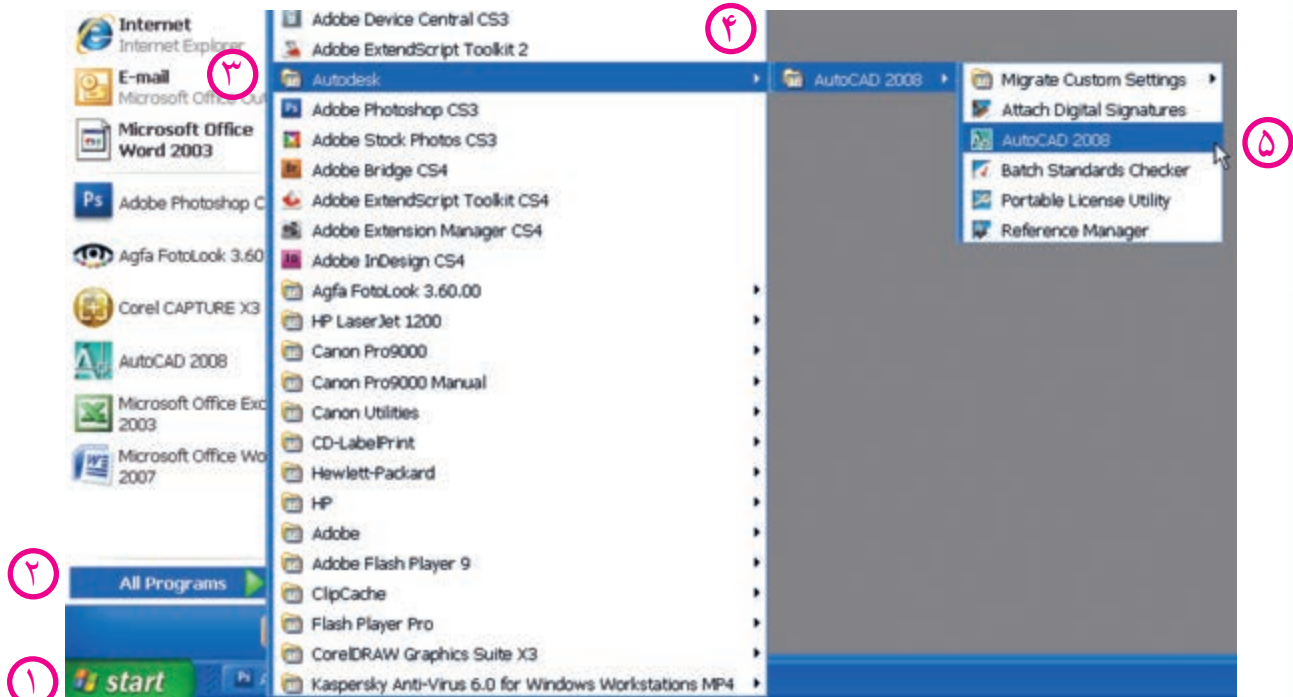 Internet
Internet Explorer
E-mail
Microsoft Office Out
Microsoft Office
Word 2003
Adobe Photoshop C
Agfa FotoLook 3.60
Corel CAPTURE X3
AutoCAD 2008
Microsoft Office Exc
2003
Microsoft Office Wo
2007
All Programs
start
Adobe Device Central CS3
Adobe ExtendScript Toolkit 2
Autodesk
Adobe Photoshop CS3
Adobe Stock Photos CS3
Adobe Bridge CS4
Adobe ExtendScript Toolkit CS4
Adobe Extension Manager CS4
Adobe InDesign CS4
Agfa FotoLook 3.60.00
HP LaserJet 1200
Canon Pro9000
Canon Pro9000 Manual
Canon Utilities
CD-LabelPrint
Hewlett-Packard
HP
Adobe
Adobe Flash Player 9
ClipCache
Flash Player Pro
CorelDRAW Graphics Suite X3
Kaspersky Anti-Virus 6.0 for Windows Workstations MP4
AutoCAD 2008
Migrate Custom Settings
Attach Digital Signatures
AutoCAD 2008
Batch Standards Checker
Portable License Utility
Reference Manager
۱
۲
۳
۴
۵